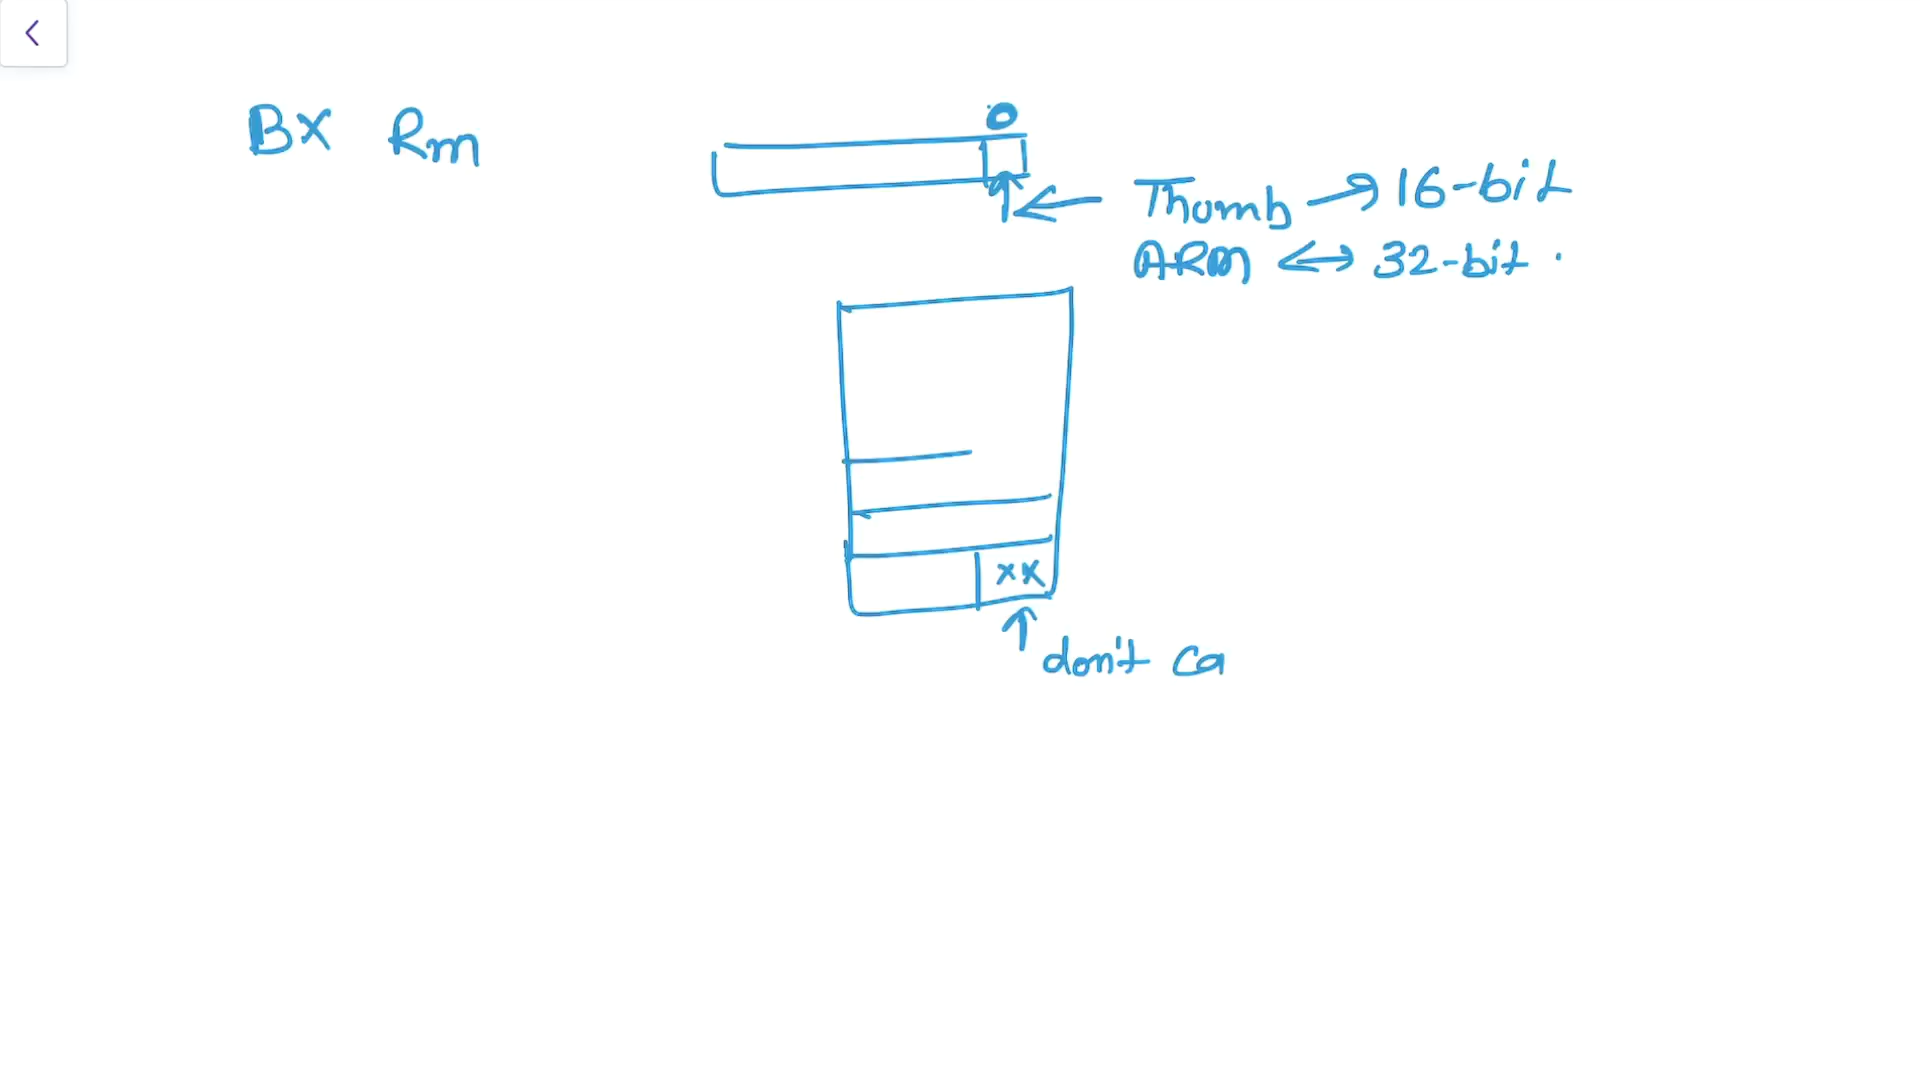 BX Rm
0
Thumb → 16-bit
ARM ↔ 32-bit .
XX
don't ca